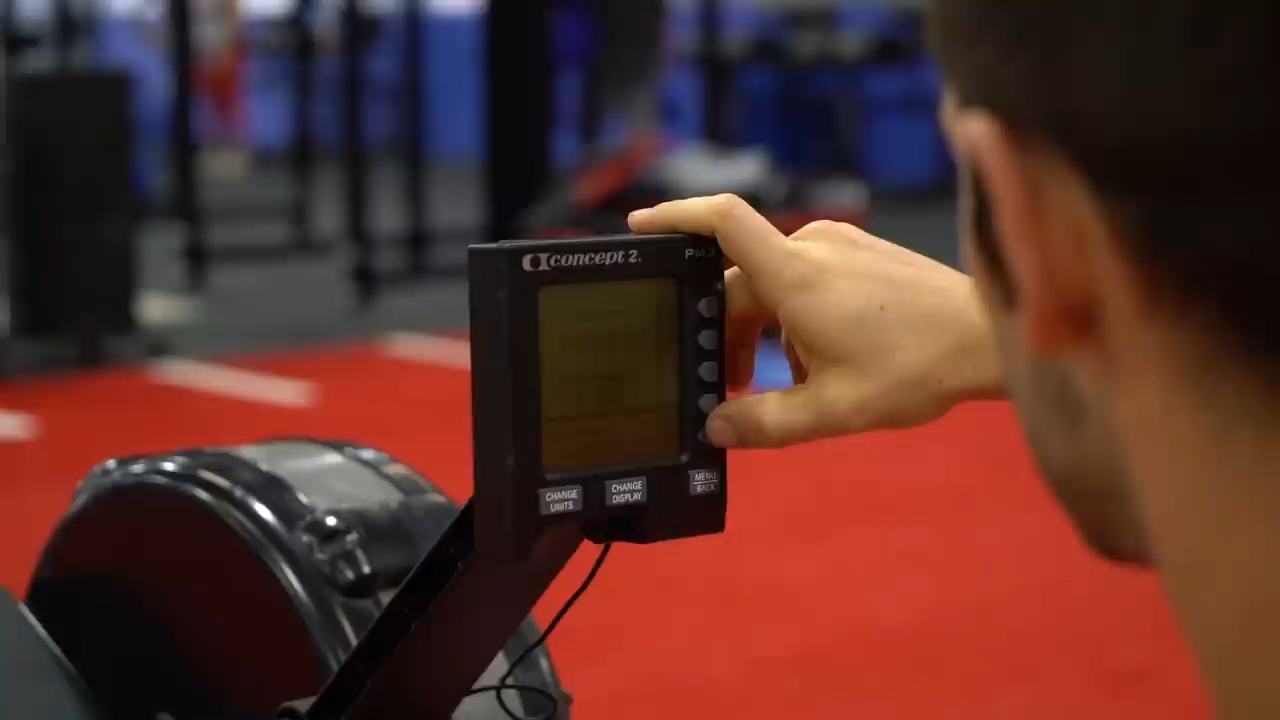 concept 2.
PM3
CHANGE
UNITS
CHANGE
DISPLAY
MENU
BACK